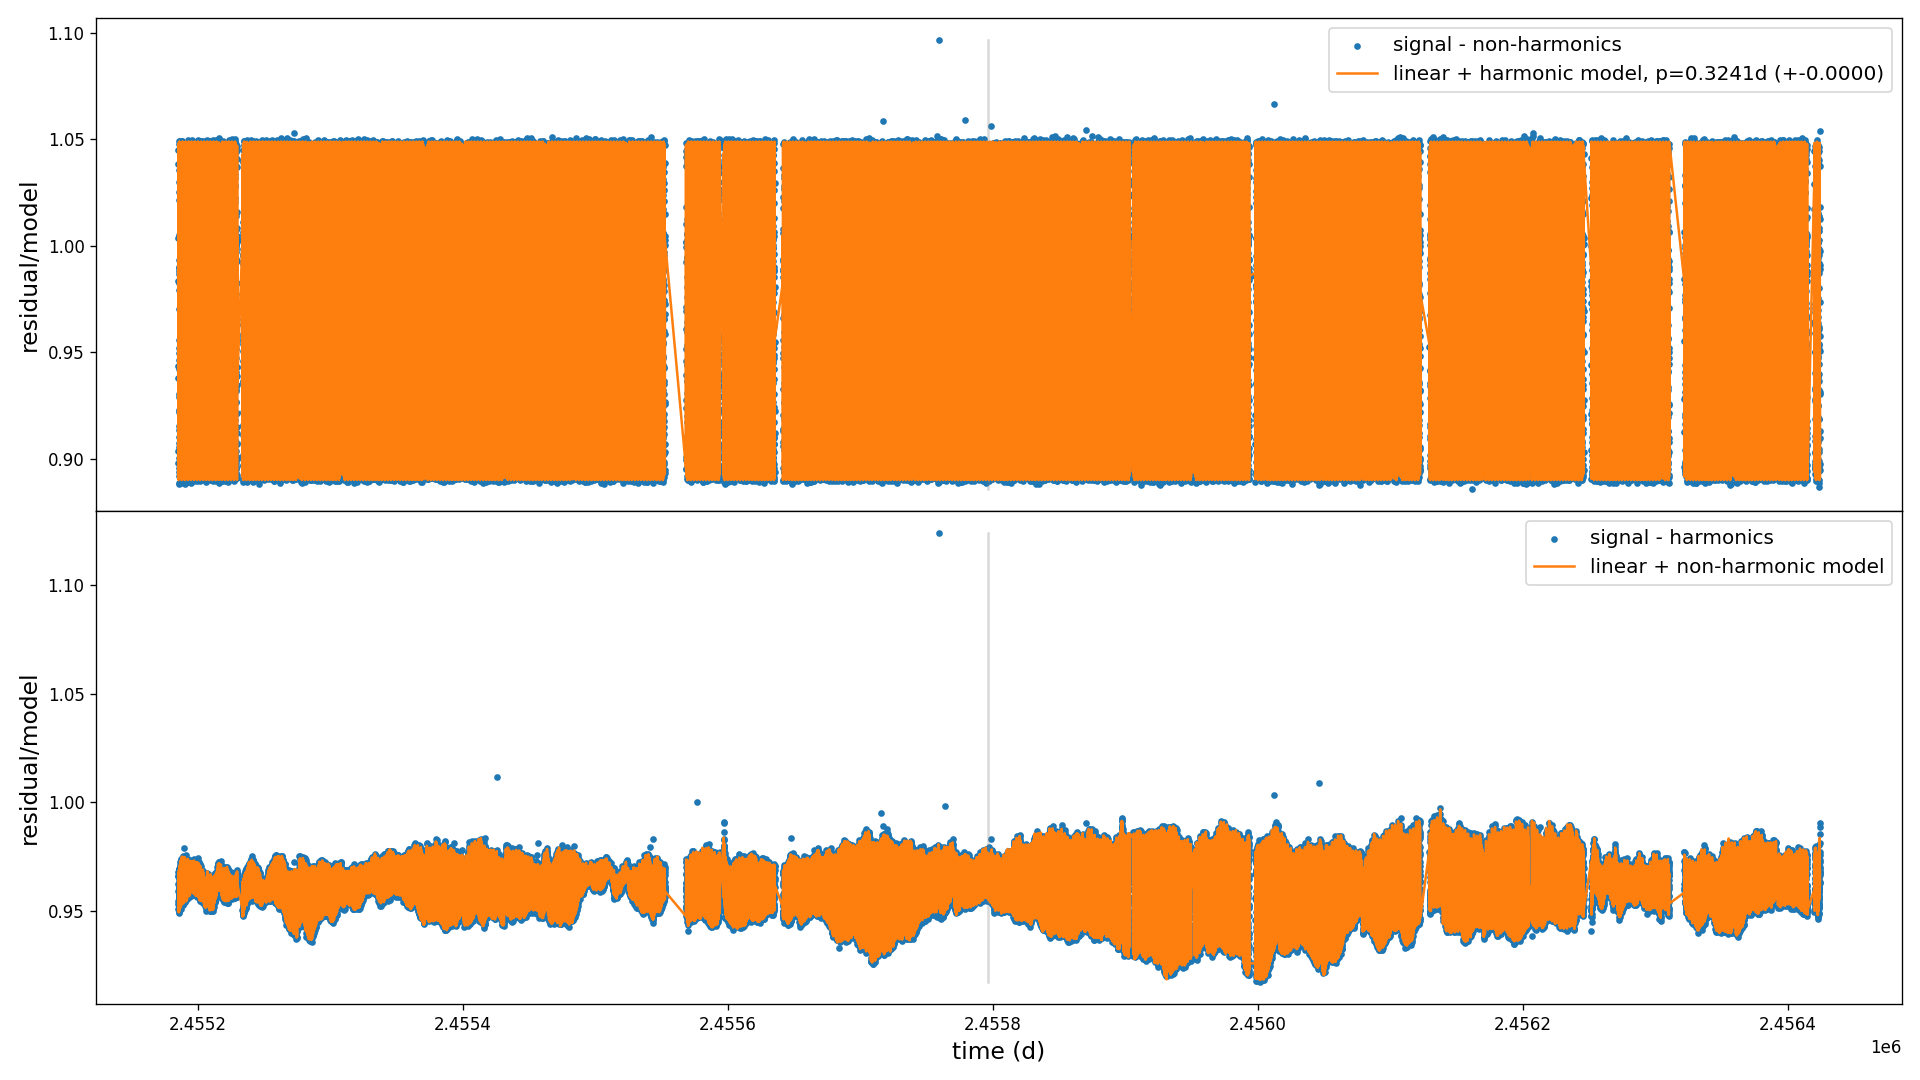 1.10
1.05
1.00
0.95
0.90
residual/model
signal - non-harmonics
linear + harmonic model, p=0.3241d (+-0.0000)
1.10
1.05
1.00
0.95
residual/model
signal - harmonics
linear + non-harmonic model
2.4552 2.4554 2.4556 2.4558 2.4560 2.4562 2.4564
time (d)
1e6